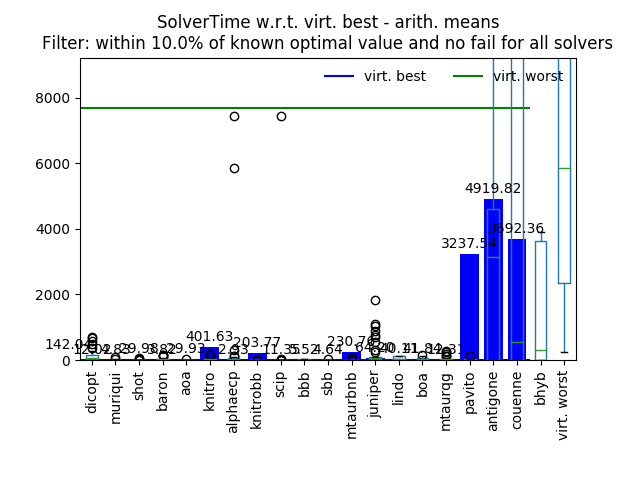 SolverTime w.r.t. virt. best - arith. means
Filter: within 10.0% of known optimal value and no fail for all solvers
virt. best
virt. worst
8000
6000
4000
2000
0
4919.82
3692.36
3237.54
401.63
203.77
dicopt
muriqui
shot
baron
aoa
knitro
alphaecp
knitrobb
scip
bbb
sbb
mtaurbnb
juniper
lindo
boa
mtaurqg
pavito
antigone
couenne
bhyb
virt. worst